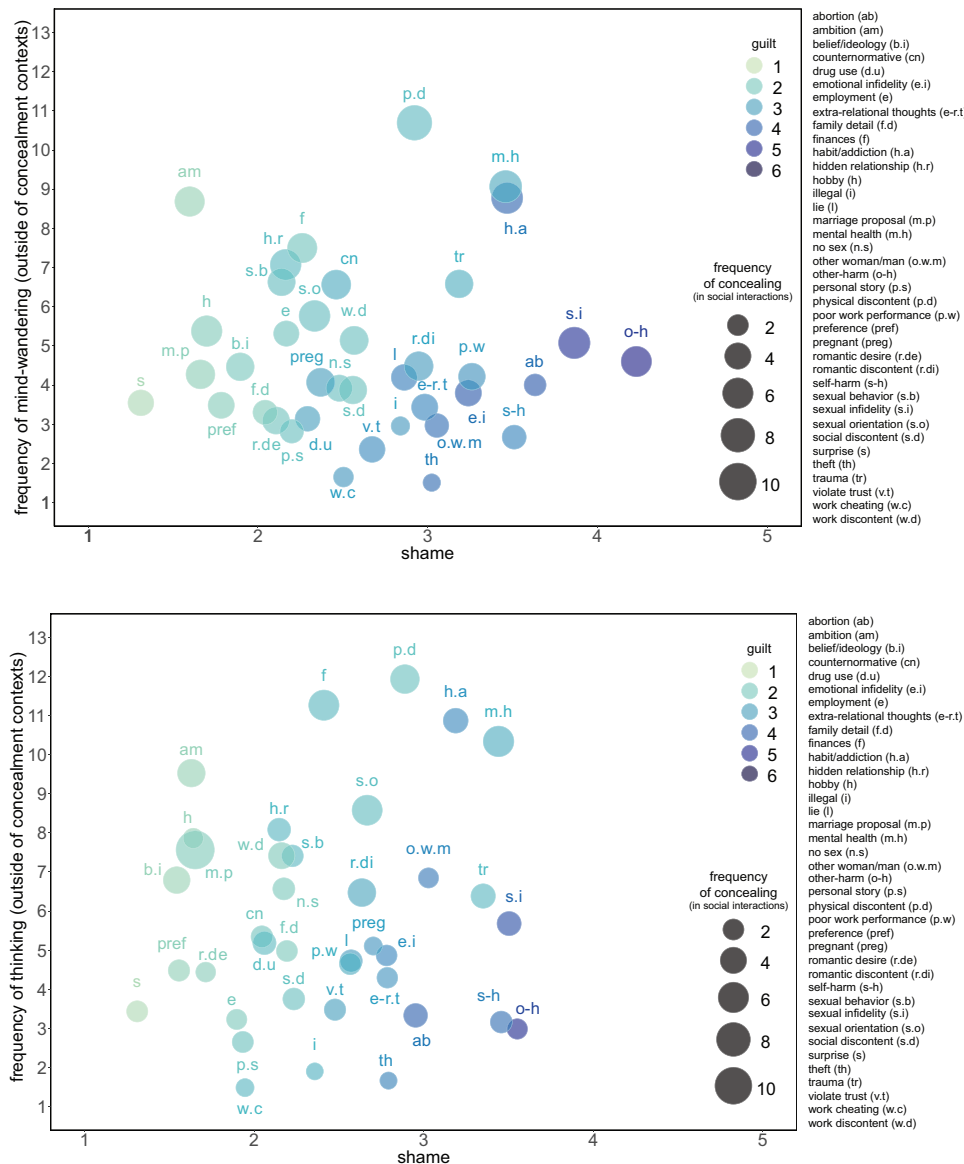 frequency of mind-wandering (outside of concealment contexts)
13
12
11
10
9
8
7
6
5
4
3
2
1
p.d
m.h
h.a
am
f
h.r
s.b
cn
tr
s.o
h
e
w.d
s.i
o-h
m.p
b.i
preg
n.s
l
r.di
p.w
ab
s
pref
f.d
s.d
e-r.t
e.i
r.de
p.s
d.u
v.t
i
o.w.m
s-h
w.c
th
1
2
3
4
5
shame
guilt
1
2
3
4
5
6
frequency
of concealing
(in social interactions)
2
4
6
8
10
abortion (ab)
ambition (am)
belief/ideology (b.i)
counternormative (cn)
drug use (d.u)
emotional infidelity (e.i)
employment (e)
extra-relational thoughts (e-r.t
family detail (f.d)
finances (f)
habit/addiction (h.a)
hidden relationship (h.r)
hobby (h)
illegal (i)
lie (l)
marriage proposal (m.p)
mental health (m.h)
no sex (n.s)
other woman/man (o.w.m)
other-harm (o-h)
personal story (p.s)
physical discontent (p.d)
poor work performance (p.w)
preference (pref)
pregnant (preg)
romantic desire (r.de)
romantic discontent (r.di)
self-harm (s-h)
sexual behavior (s.b)
sexual infidelity (s.i)
sexual orientation (s.o)
social discontent (s.d)
surprise (s)
theft (th)
trauma (tr)
violate trust (v.t)
work cheating (w.c)
work discontent (w.d)
frequency of thinking (outside of concealment contexts)
13
12
11
10
9
8
7
6
5
4
3
2
1
p.d
f
h.a
m.h
am
s.o
h
h.r
b.i
m.p
w.d
s.b
n.s
r.di
o.w.m
tr
s.i
cn
d.u
f.d
pref
r.de
p.w
l
preg
e.i
e-r.t
s
s.d
e
v.t
ab
s-h
o-h
p.s
w.c
i
th
1
2
3
4
5
shame
guilt
1
2
3
4
5
6
frequency
of concealing
(in social interactions)
2
4
6
8
10
abortion (ab)
ambition (am)
belief/ideology (b.i)
counternormative (cn)
drug use (d.u)
emotional infidelity (e.i)
employment (e)
extra-relational thoughts (e-r.t)
family detail (f.d)
finances (f)
habit/addiction (h.a)
hidden relationship (h.r)
hobby (h)
illegal (i)
lie (l)
marriage proposal (m.p)
mental health (m.h)
no sex (n.s)
other woman/man (o.w.m)
other-harm (o-h)
personal story (p.s)
physical discontent (p.d)
poor work performance (p.w)
preference (pref)
pregnant (preg)
romantic desire (r.de)
romantic discontent (r.di)
self-harm (s-h)
sexual behavior (s.b)
sexual infidelity (s.i)
sexual orientation (s.o)
social discontent (s.d)
surprise (s)
theft (th)
trauma (tr)
violate trust (v.t)
work cheating (w.c)
work discontent (w.d)